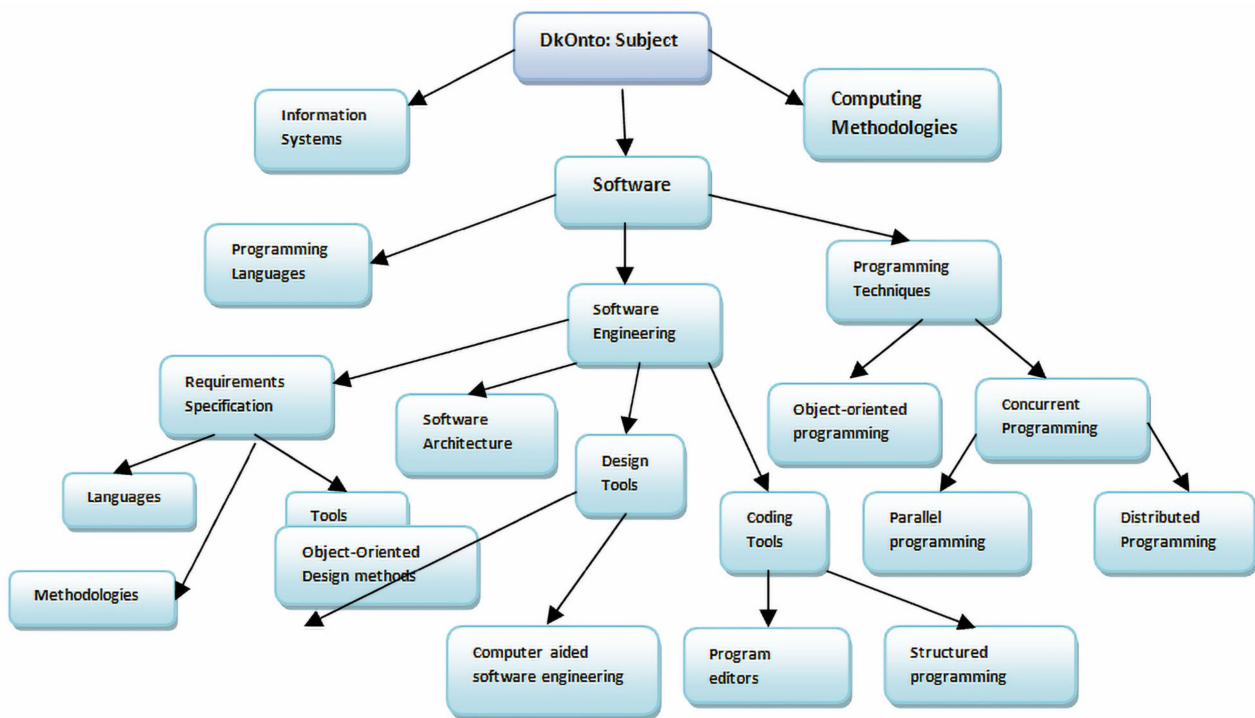 DkOnto: Subject
Information
Systems
Computing
Methodologies
Software
Programming
Languages
Programming
Techniques
Software
Engineering
Requirements
Specification
Software
Architecture
Object-oriented
programming
Concurrent
Programming
Design
Tools
Languages
Tools
Coding
Tools
Parallel
programming
Distributed
Programming
Object-Oriented
Design methods
Methodologies
Computer aided
software engineering
Program
editors
Structured
programming